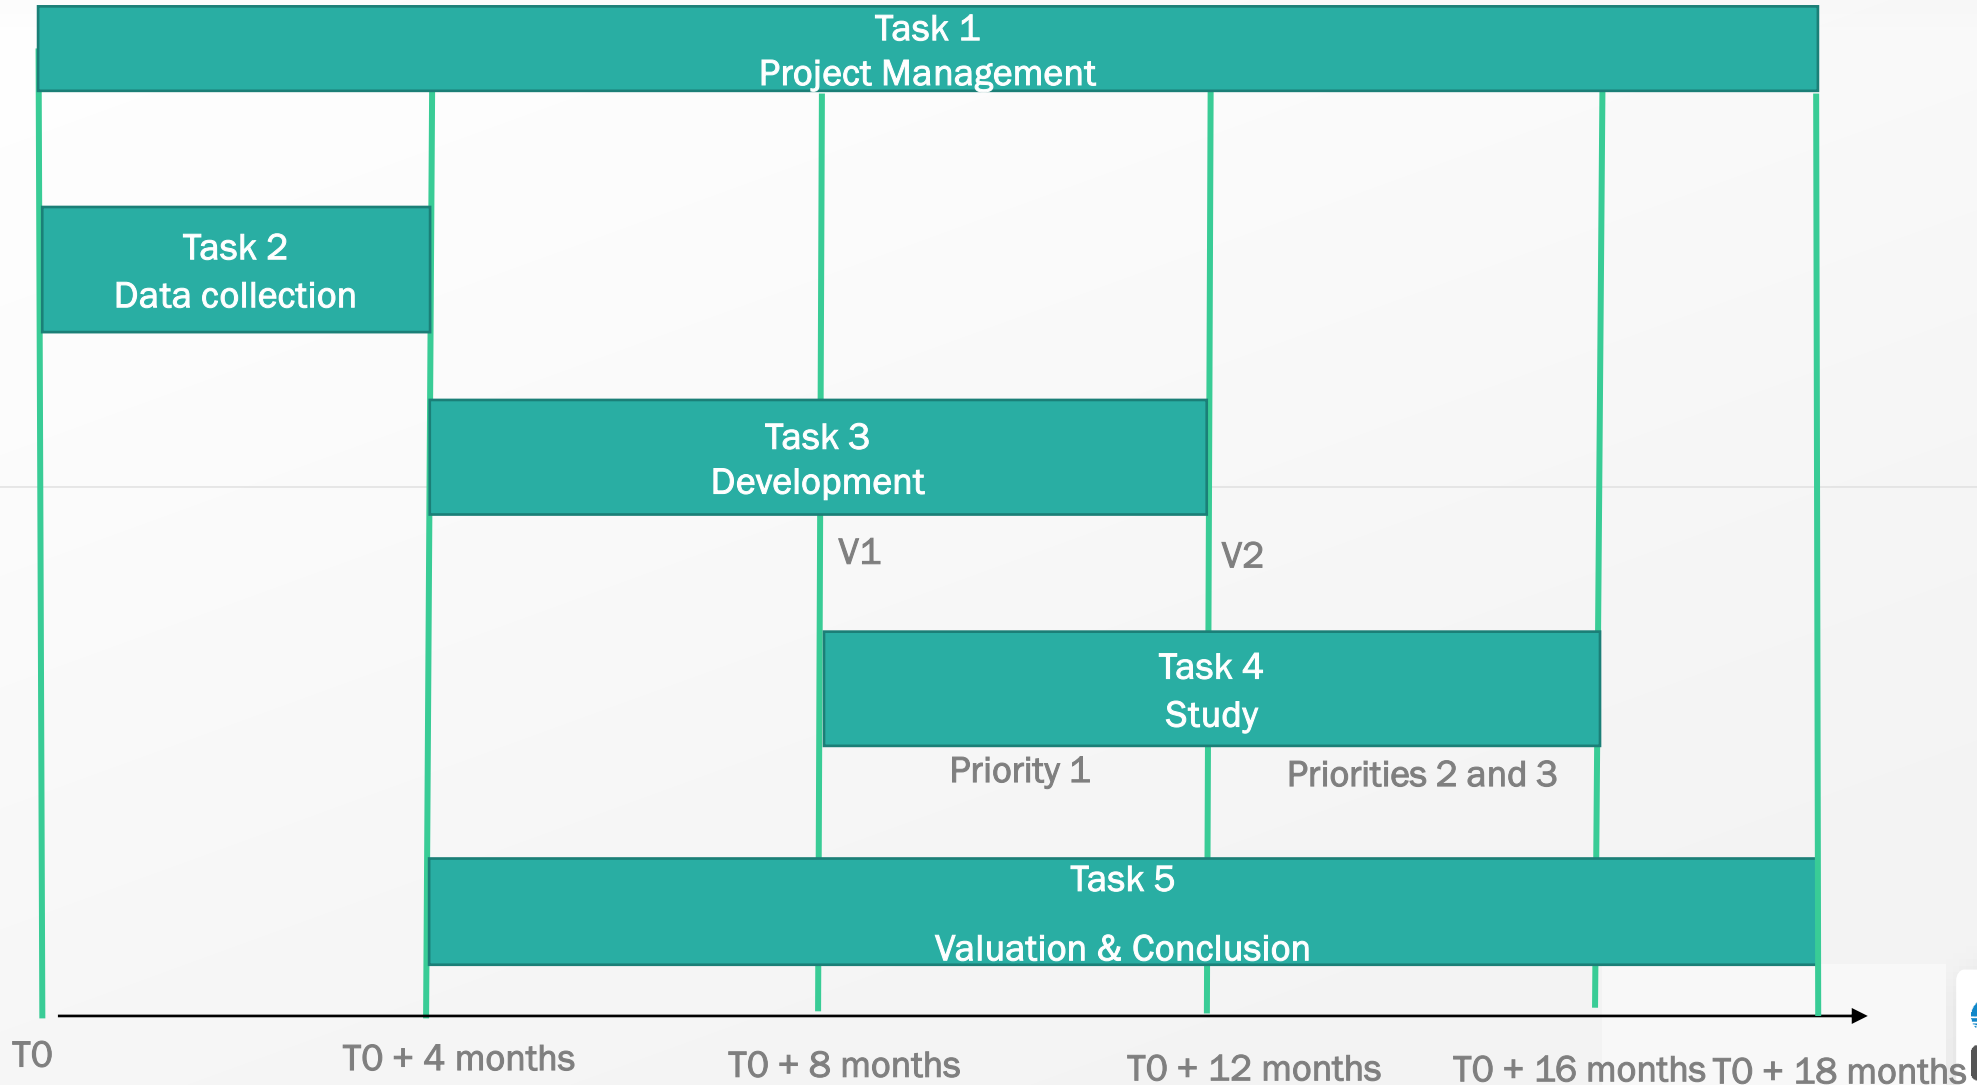 Task 1
Project Management
Task 2
Data collection
Task 3
Development
V1
V2
Task 4
Study
Priority 1
Priorities 2 and 3
Task 5
Valuation & Conclusion
T0
T0 + 4 months
T0 + 8 months
T0 + 12 months
T0 + 16 months
T0 + 18 months